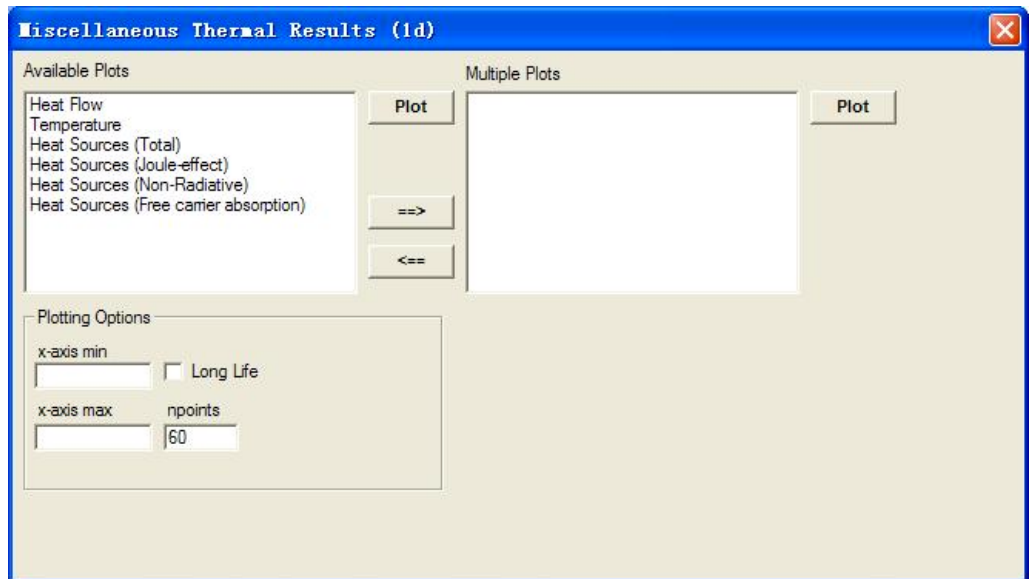 Miscellaneous Thermal Results (1d)
Available Plots
Multiple Plots
Heat Flow
Temperature
Heat Sources (Total)
Heat Sources (Joule-effect)
Heat Sources (Non-Radiative)
Heat Sources (Free carrier absorption)
Plot
==>
<==
Plot
Plotting Options
x-axis min
Long Life
x-axis max
npoints
60